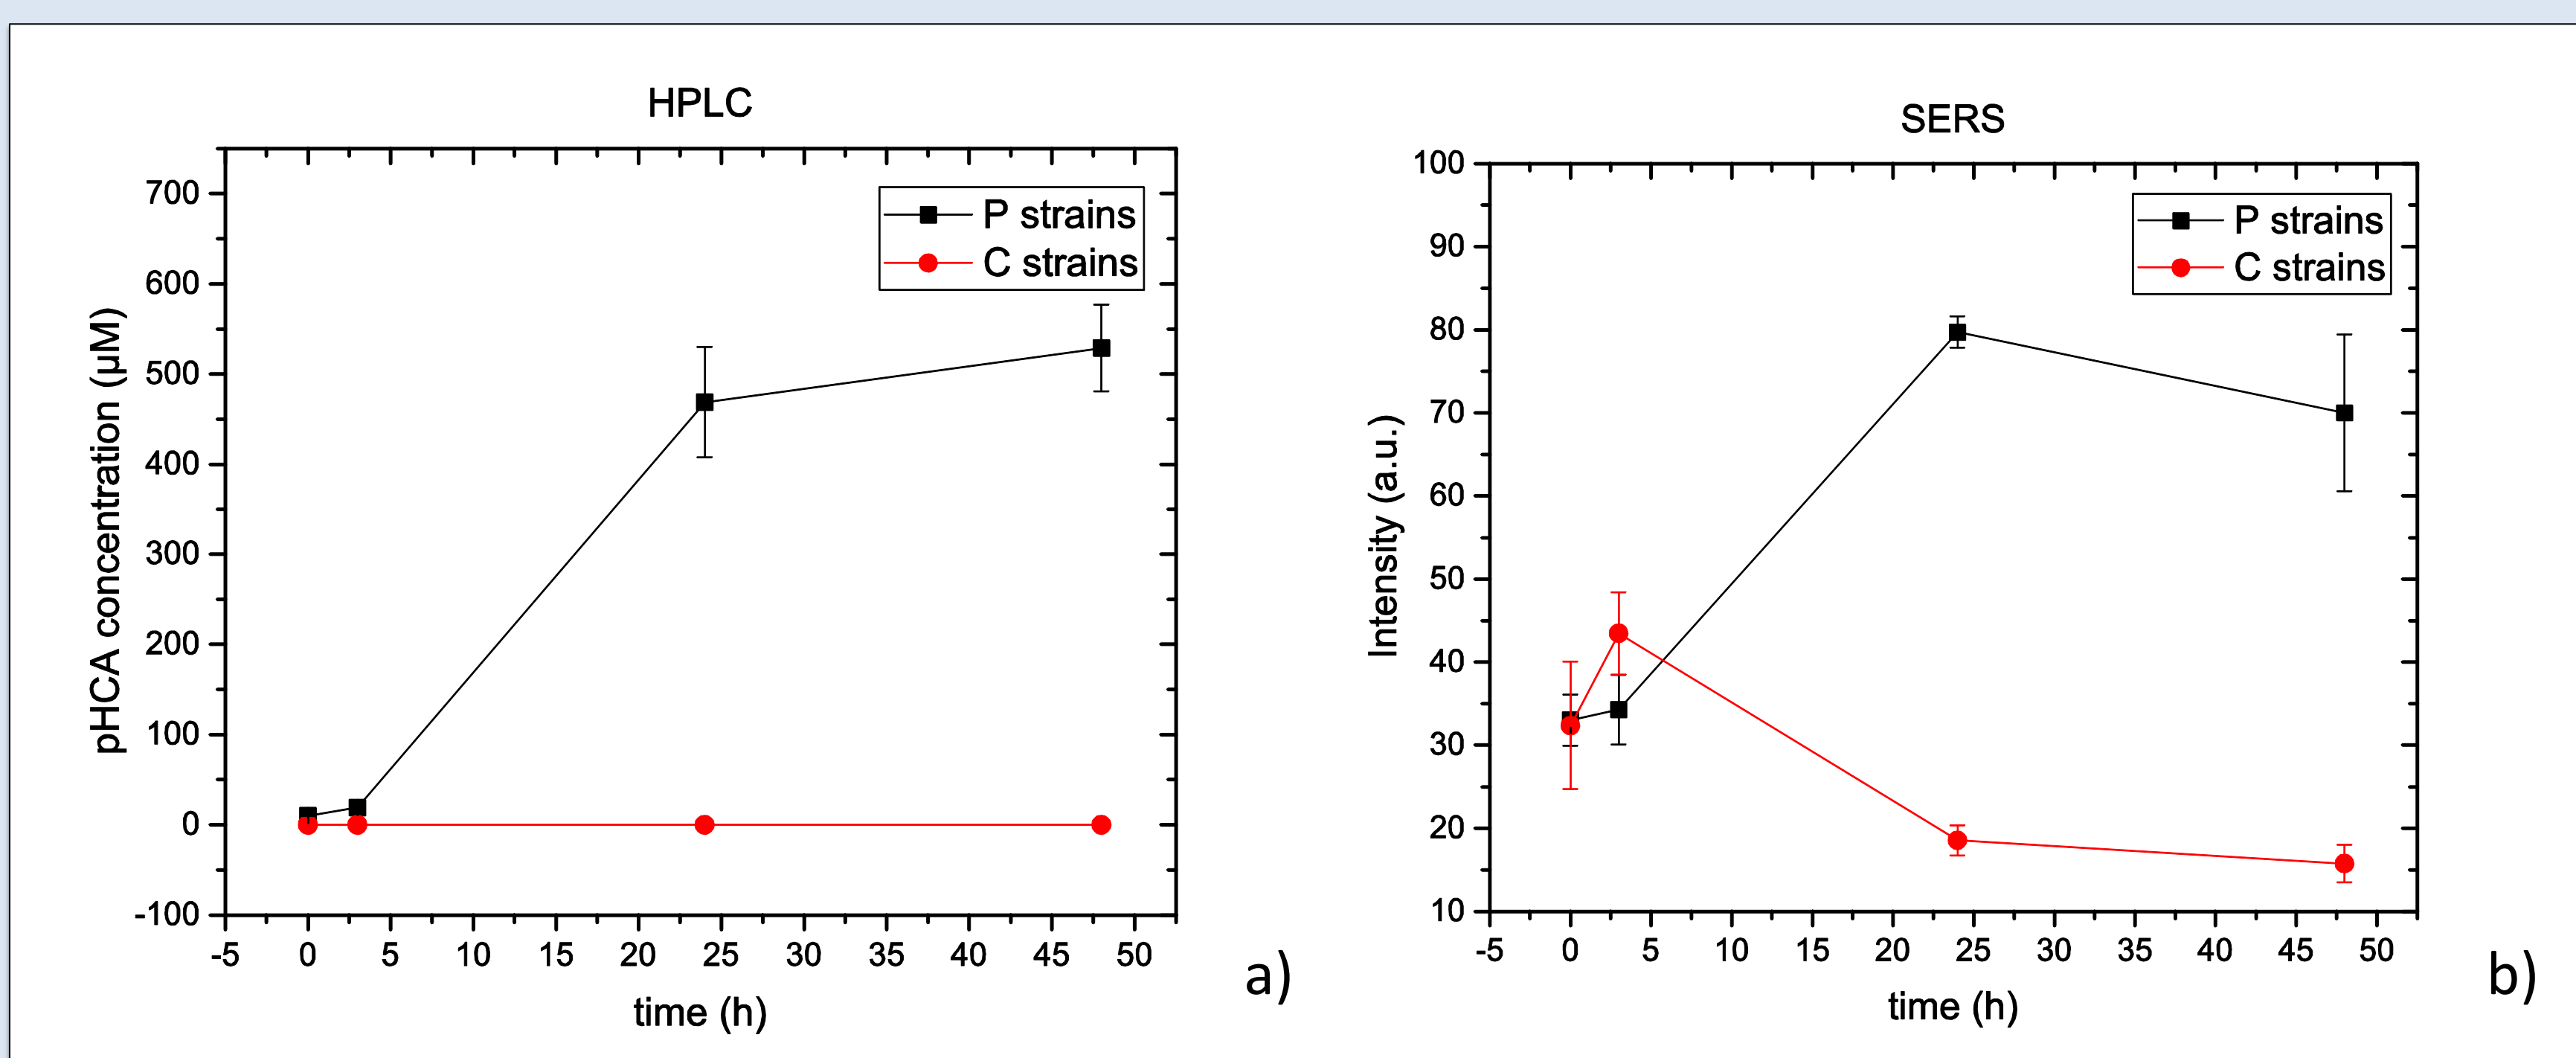 HPLC
P strains
C strains
pHCA concentration (µM)
700
600
500
400
300
200
100
0
-100
-5 0 5 10 15 20 25 30 35 40 45 50
time (h)
a)
SERS
P strains
C strains
Intensity (a.u.)
100
90
80
70
60
50
40
30
20
10
-5 0 5 10 15 20 25 30 35 40 45 50
time (h)
b)